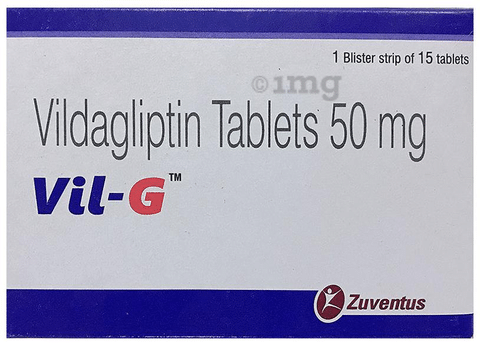 1 Blister strip of 15 tablets
©1mg
Vildagliptin Tablets 50 mg
Vil-G™
Zuventus